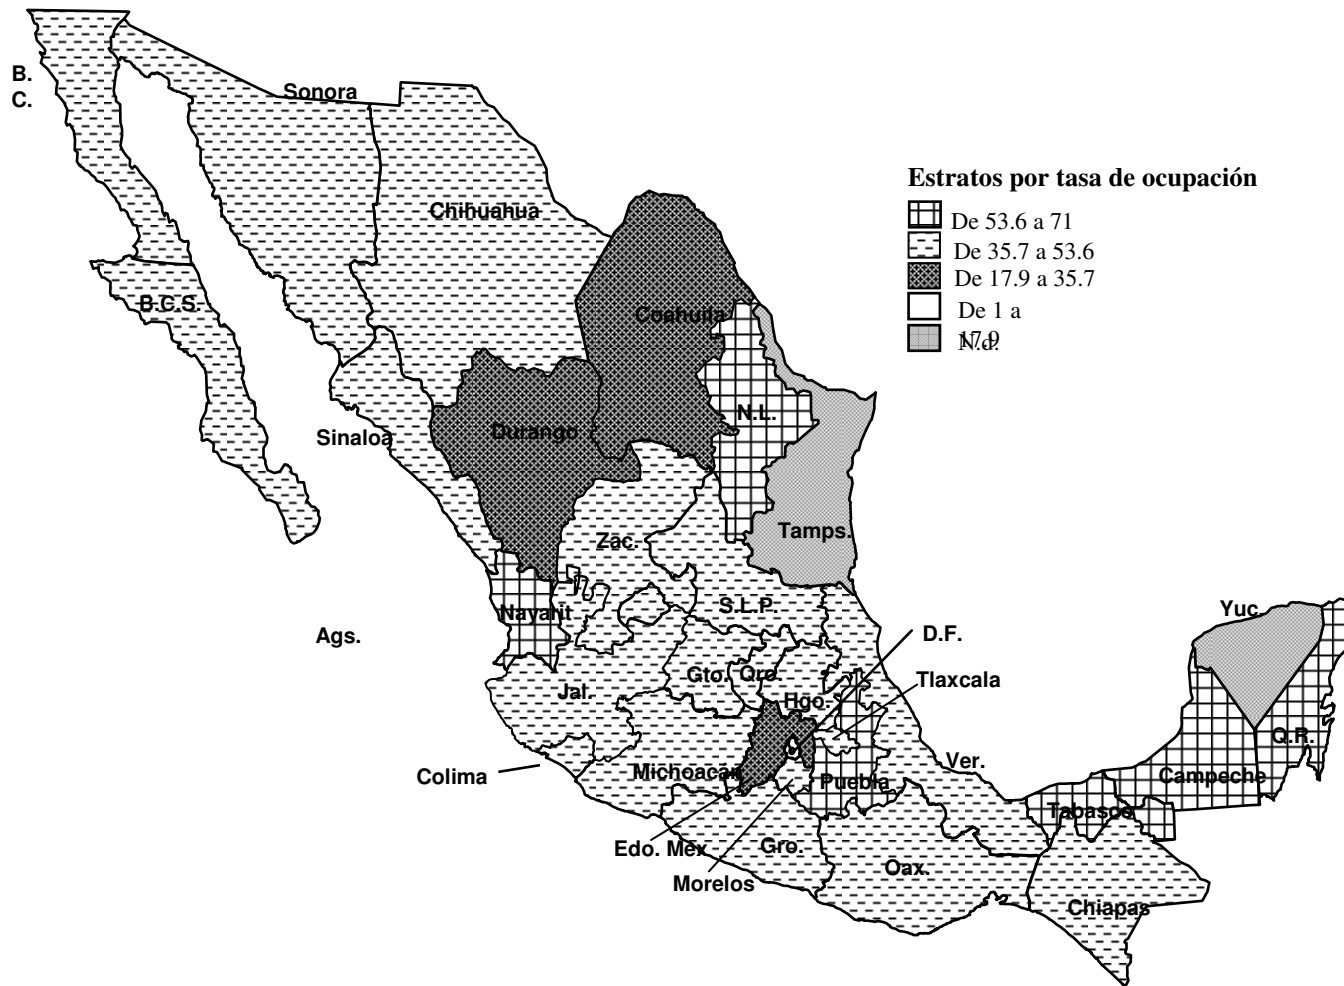 B.
C.
Sonora
Estratos por tasa de ocupación
De 53.6 a 71
De 35.7 a 53.6
De 17.9 a 35.7
De 1 a
17.9
N.d.
Chihuahua
B.C.S.
Coahuila
N.L.
Durango
Sinaloa
Tamps.
Zac.
Nayarit
S.L.P.
Yuc.
Ags.
D.F.
Gto.
Qro.
Tlaxcala
Jal.
Hgo.
Q.R.
Ver.
Colima
Michoacán
Puebla
Campeche
Tabasco
Edo. Mex
Gro.
Oax.
Morelos
Chiapas